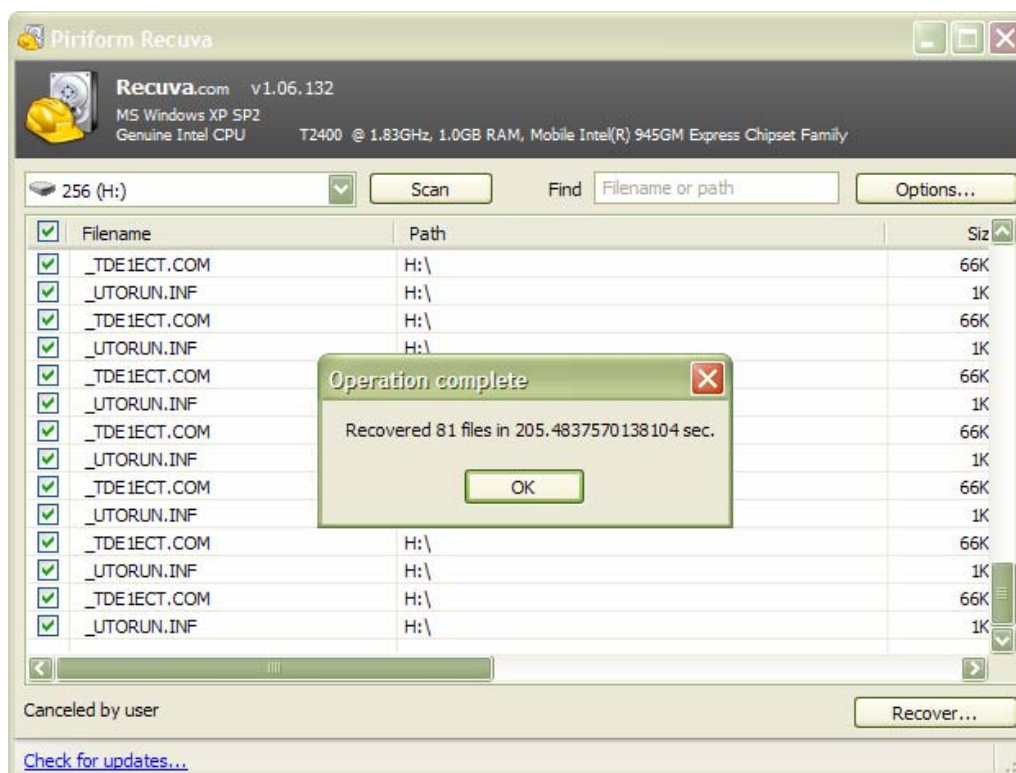 Piriform Recuva
Recuva.com v1.06.132
MS Windows XP SP2
Genuine Intel CPU T2400 @ 1.83GHz, 1.0GB RAM, Mobile Intel(R) 945GM Express Chipset Family
256 (H:) Scan Find Filename or path Options...
Filename Path Siz
_TDE1ECT.COM H:\ 66K
_UTORUN.INF H:\ 1K
_TDE1ECT.COM H:\ 66K
_UTORUN.INF H:\ 1K
_TDE1ECT.COM 66K
_UTORUN.INF 1K
_TDE1ECT.COM 66K
_UTORUN.INF 1K
_TDE1ECT.COM 66K
_UTORUN.INF 1K
_TDE1ECT.COM H:\ 66K
_UTORUN.INF H:\ 1K
_TDE1ECT.COM H:\ 66K
_UTORUN.INF H:\ 1K
Operation complete
Recovered 81 files in 205.4837570138104 sec.
OK
Canceled by user Recover...
Check for updates...